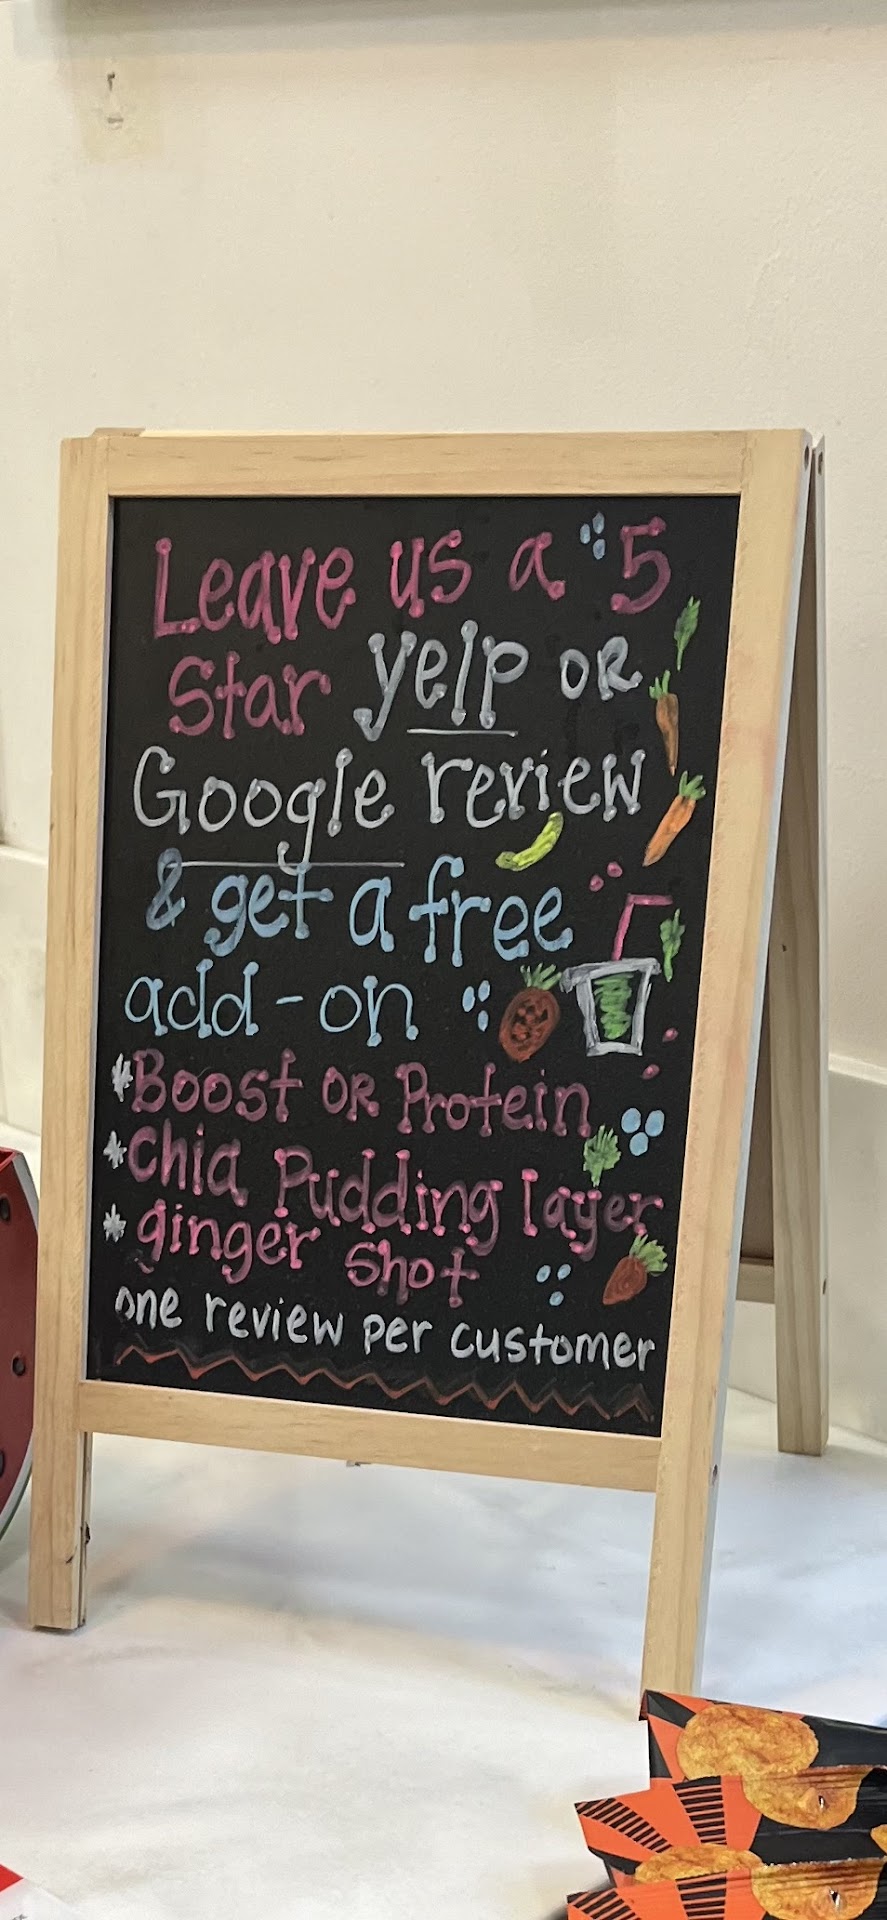 Leave us a 5
Star yelp OR
Google review
& get a free
add-on
*Boost OR Protein
*Chia Pudding layer
*ginger shot
one review per customer